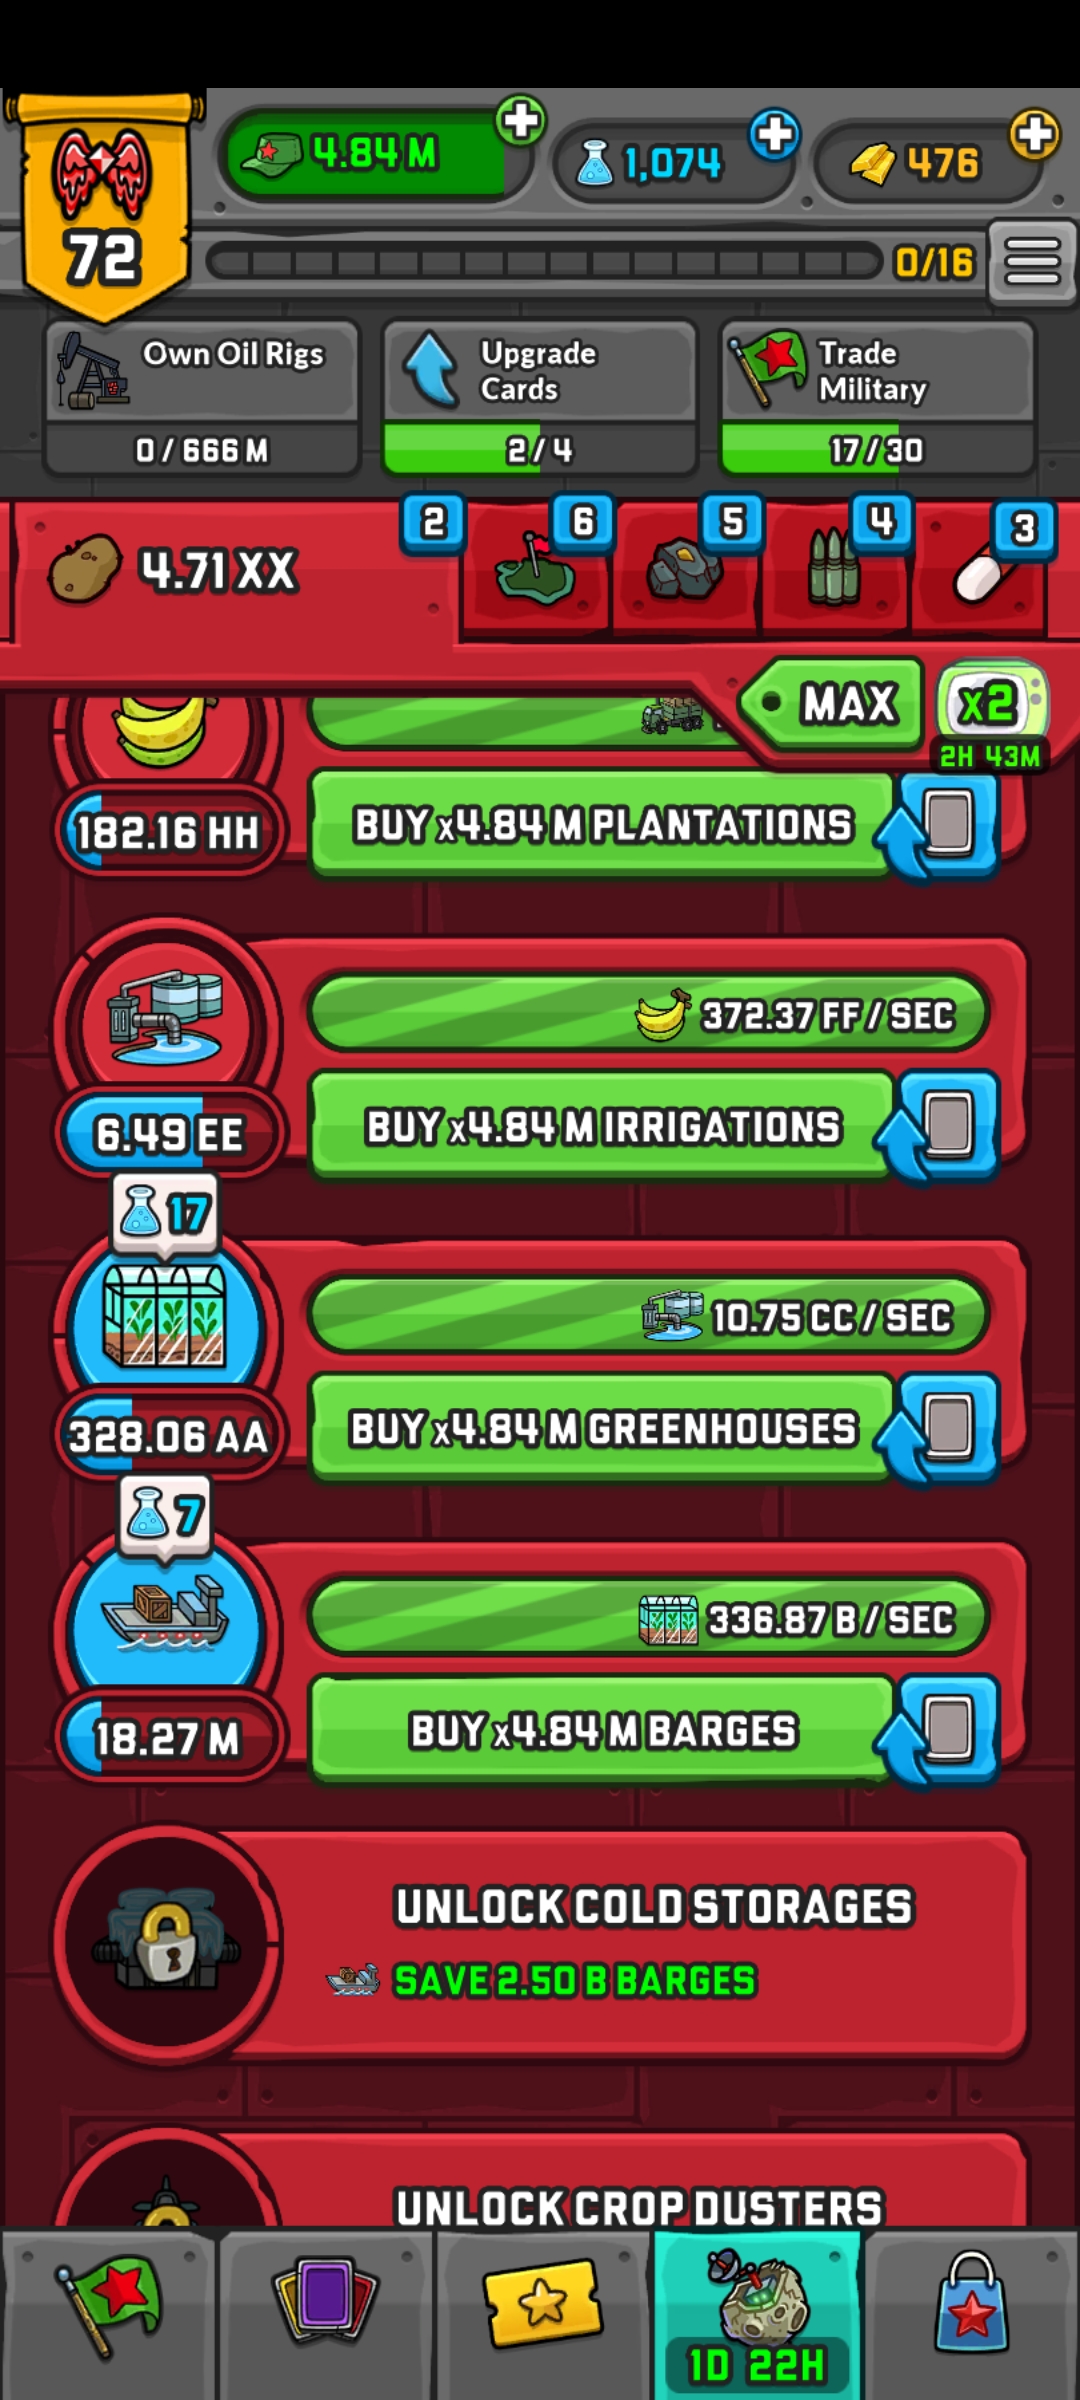 4.84 M
1,074
476
72
0/16
Own Oil Rigs
0 / 666 M
Upgrade
Cards
2 / 4
Trade
Military
17 / 30
4.71 XX
2
6
5
4
3
MAX
x2
2H 43M
182.16 HH
BUY x4.84 M PLANTATIONS
372.37 FF / SEC
6.49 EE
BUY x4.84 M IRRIGATIONS
17
10.75 CC / SEC
328.06 AA
BUY x4.84 M GREENHOUSES
7
336.87 B / SEC
18.27 M
BUY x4.84 M BARGES
UNLOCK COLD STORAGES
SAVE 2.50 B BARGES
UNLOCK CROP DUSTERS
1D 22H